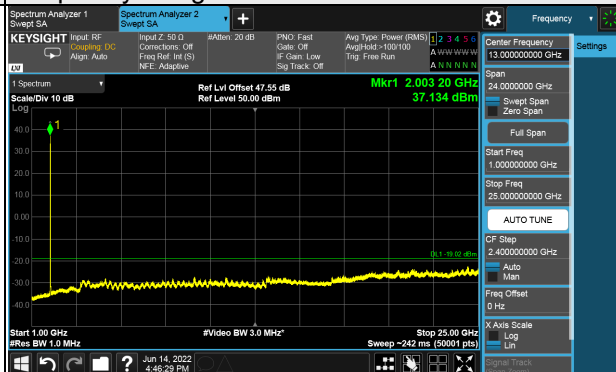 Spectrum Analyzer 1
Swept SA
Spectrum Analyzer 2
Swept SA
Frequency
KEYSIGHT
Input: RF
Coupling: DC
Align: Auto
Input Z: 50 Ω
Corrections: Off
Freq Ref: Int (S)
NFE: Adaptive
#Atten: 20 dB
PNO: Fast
Gate: Off
IF Gain: Low
Sig Track: Off
Avg Type: Power (RMS)
Avg|Hold:>100/100
Trig: Free Run
1 2 3 4 5 6
A W W W W W
A N N N N N
LXI
1 Spectrum
Scale/Div 10 dB
Log
Ref Lvl Offset 47.55 dB
Ref Level 50.00 dBm
Mkr1 2.003 20 GHz
37.134 dBm
1
40.0
30.0
20.0
10.0
0.00
-10.0
-20.0
-30.0
-40.0
DL1 -19.02 dBm
Start 1.00 GHz
#Res BW 1.0 MHz
#Video BW 3.0 MHz*
Stop 25.00 GHz
Sweep ~242 ms (50001 pts)
Jun 14, 2022
4:46:29 PM
Center Frequency
13.000000000 GHz
Settings
Span
24.0000000 GHz
Swept Span
Zero Span
Full Span
Start Freq
1.000000000 GHz
Stop Freq
25.000000000 GHz
AUTO TUNE
CF Step
2.400000000 GHz
Auto
Man
Freq Offset
0 Hz
X Axis Scale
Log
Lin
Signal Track